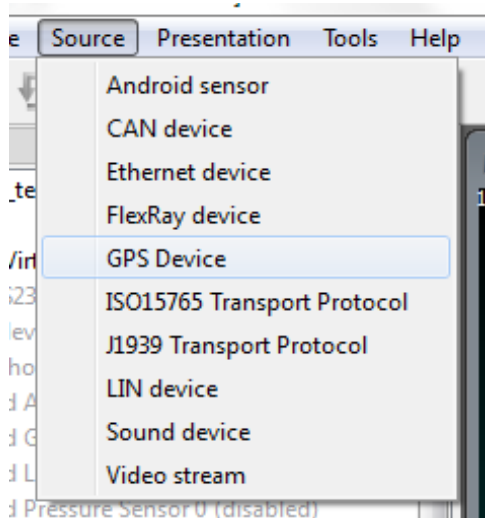 Source Presentation Tools Help
Android sensor
CAN device
Ethernet device
FlexRay device
GPS Device
ISO15765 Transport Protocol
J1939 Transport Protocol
LIN device
Sound device
Video stream
d Pressure Sensor 0 (disabled)